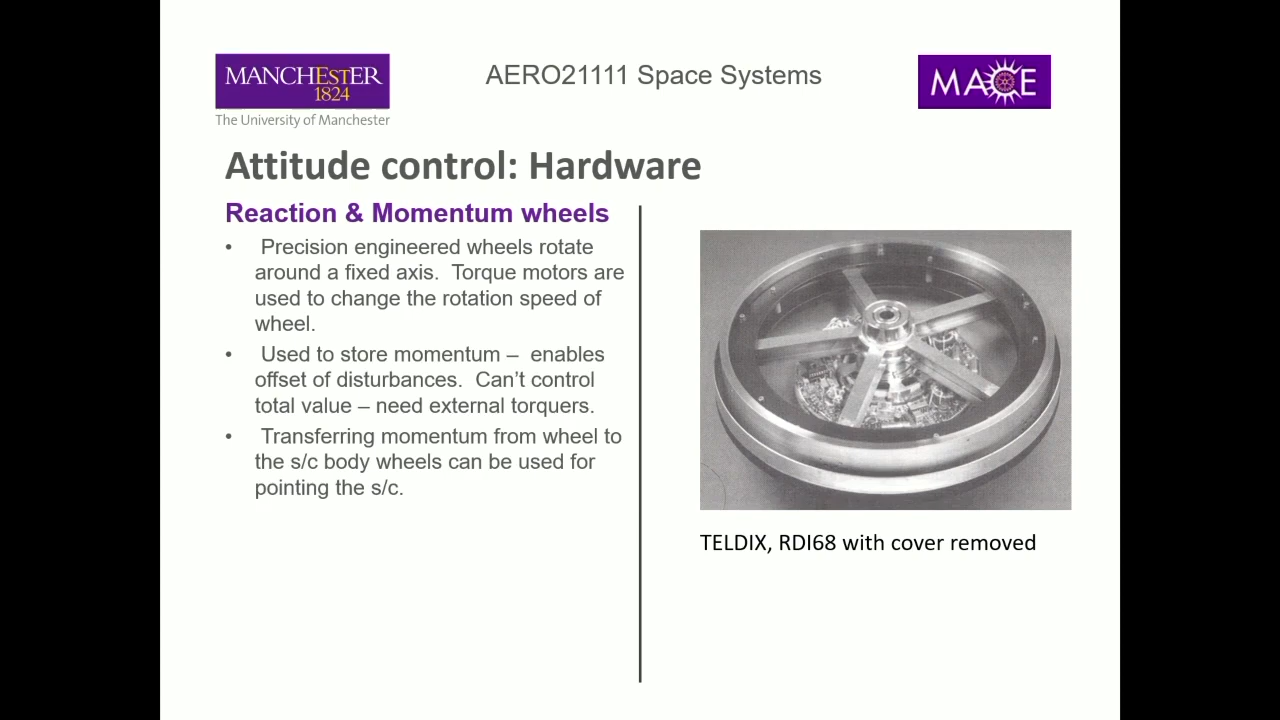 MANCHESTER
1824
The University of Manchester
AERO21111 Space Systems
MACE
Attitude control: Hardware
Reaction & Momentum wheels
• Precision engineered wheels rotate
around a fixed axis. Torque motors are
used to change the rotation speed of
wheel.
• Used to store momentum – enables
offset of disturbances. Can’t control
total value – need external torquers.
• Transferring momentum from wheel to
the s/c body wheels can be used for
pointing the s/c.
TELDIX, RDI68 with cover removed